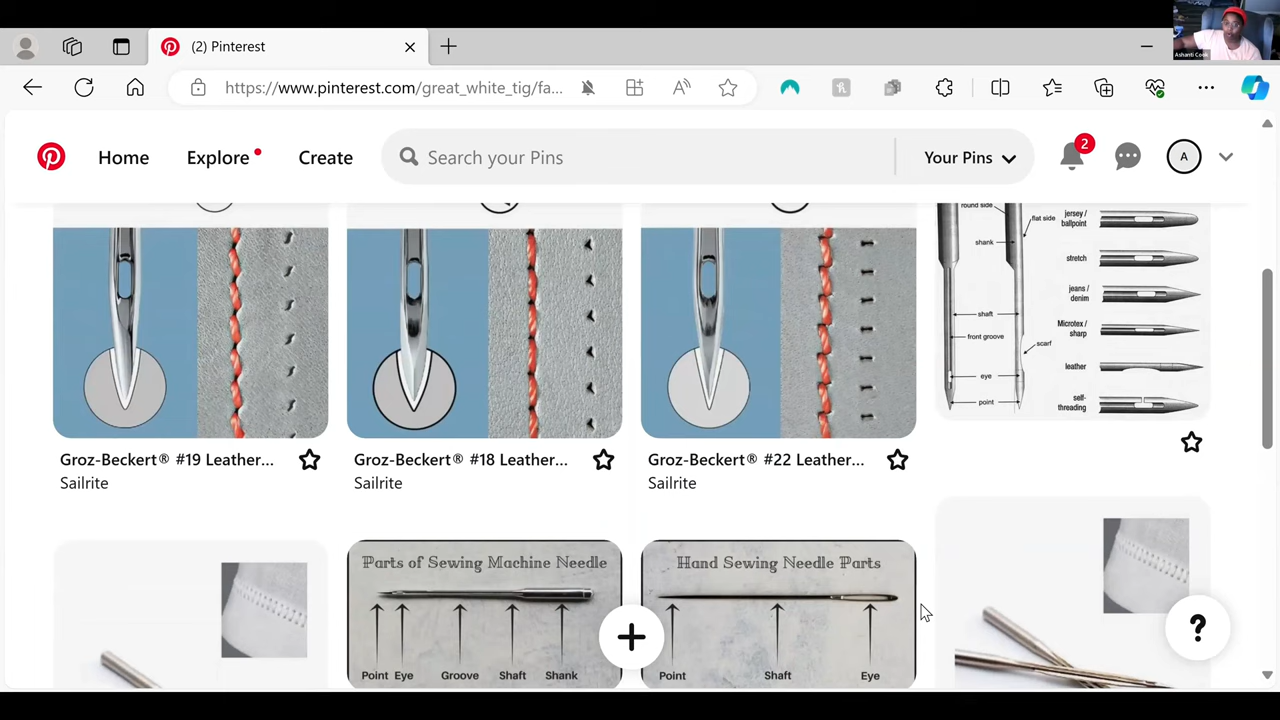 (2) Pinterest
Ashanti Cook
https://www.pinterest.com/great_white_tig/fa...
Home
Explore
Create
Search your Pins
Your Pins
2
A
round side
flat side
shank
shaft
front groove
scarf
eye
point
jersey /
ballpoint
stretch
jeans /
denim
Microtex /
sharp
leather
self-
threading
Groz-Beckert® #19 Leather...
Sailrite
Groz-Beckert® #18 Leather...
Sailrite
Groz-Beckert® #22 Leather...
Sailrite
Parts of Sewing Machine Needle
Point Eye Groove Shaft Shank
Hand Sewing Needle Parts
Point Shaft Eye
?